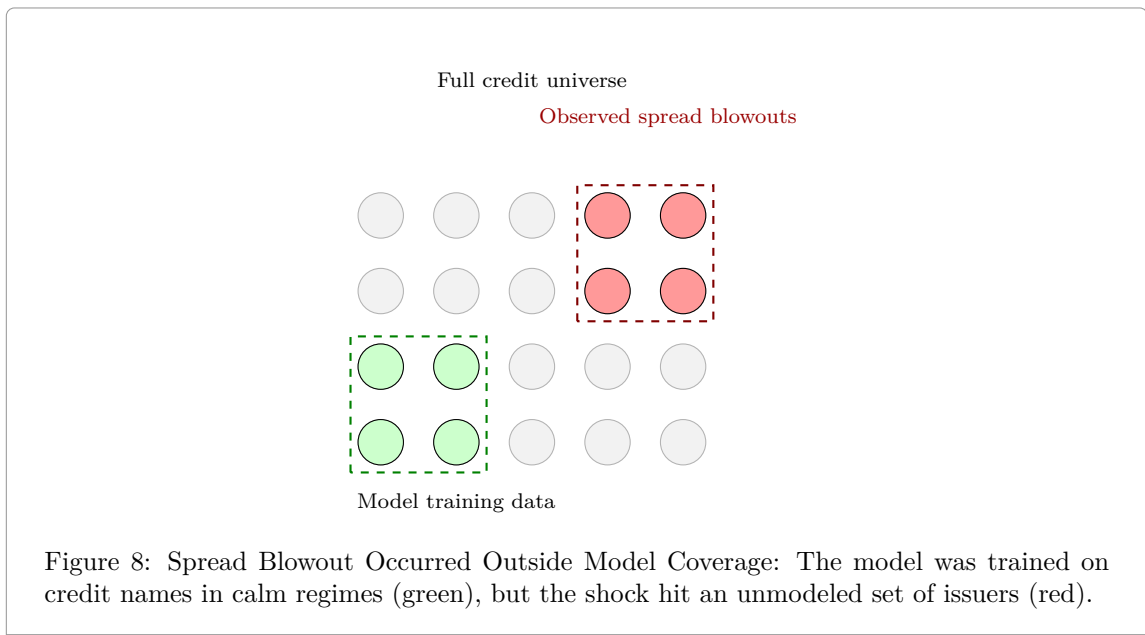 Full credit universe
Observed spread blowouts
Model training data
Figure 8: Spread Blowout Occurred Outside Model Coverage: The model was trained on
credit names in calm regimes (green), but the shock hit an unmodeled set of issuers (red).